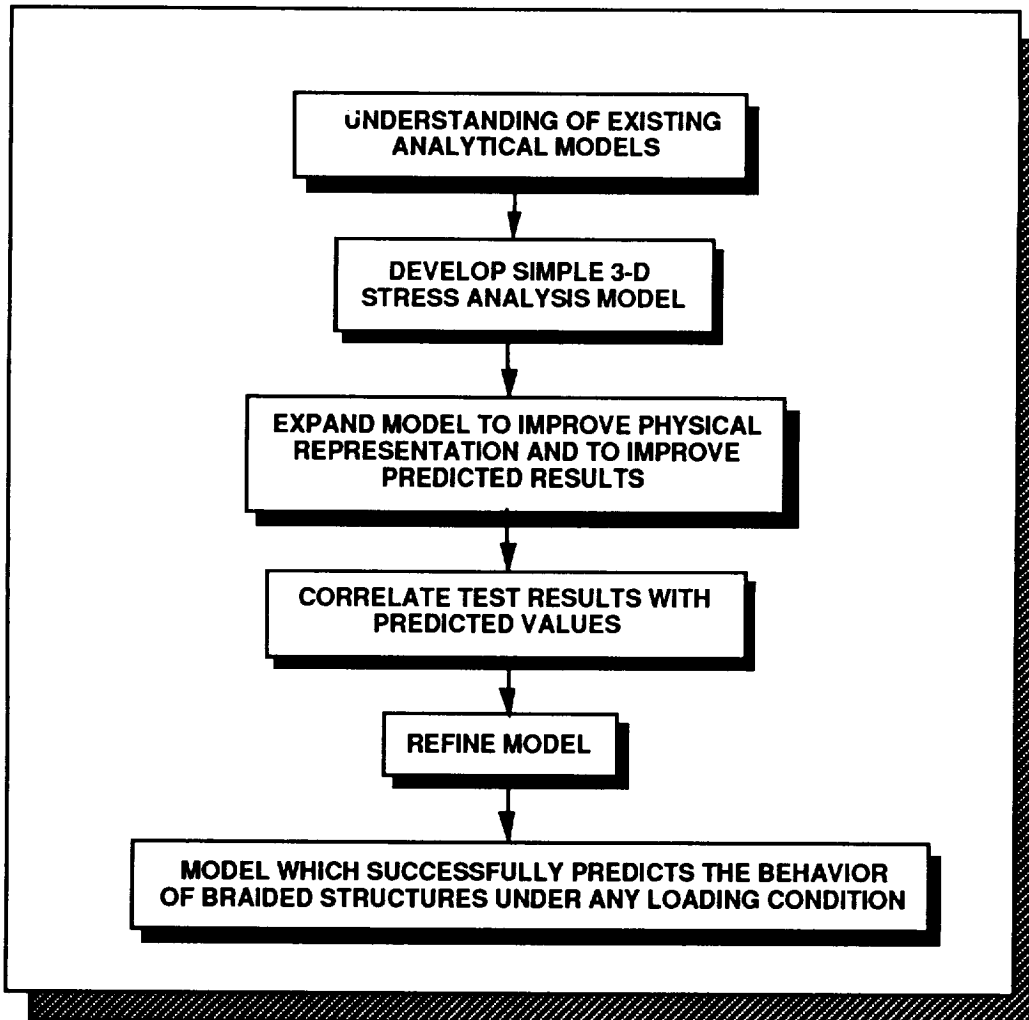 UNDERSTANDING OF EXISTING
ANALYTICAL MODELS
DEVELOP SIMPLE 3-D
STRESS ANALYSIS MODEL
EXPAND MODEL TO IMPROVE PHYSICAL
REPRESENTATION AND TO IMPROVE
PREDICTED RESULTS
CORRELATE TEST RESULTS WITH
PREDICTED VALUES
REFINE MODEL
MODEL WHICH SUCCESSFULLY PREDICTS THE BEHAVIOR
OF BRAIDED STRUCTURES UNDER ANY LOADING CONDITION